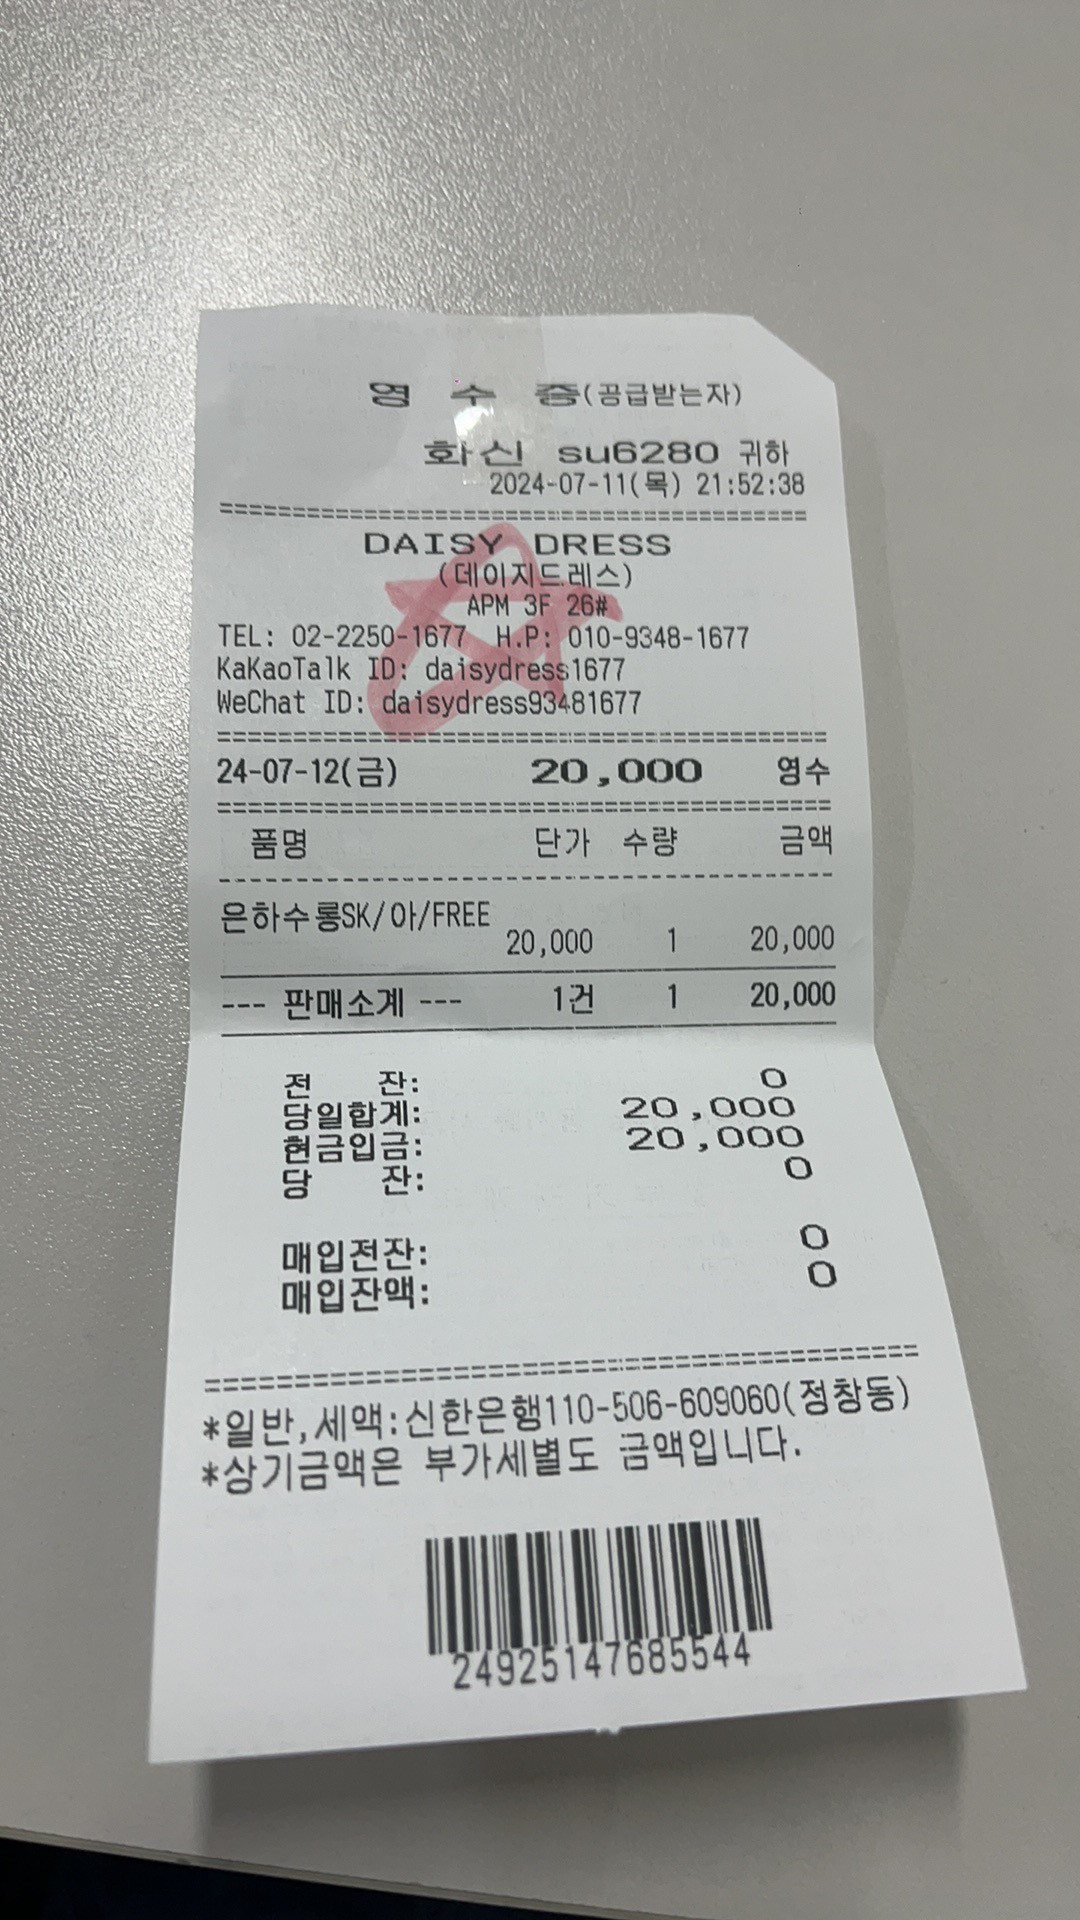 영 수 증(공급받는자)
화신 su6280 귀하
2024-07-11(목) 21:52:38
==========================================
DAISY DRESS
(데이지드레스)
APM 3F 26#
TEL: 02-2250-1677 H.P: 010-9348-1677
KaKaoTalk ID: daisydress1677
WeChat ID: daisydress93481677
==========================================
24-07-12(금) 20,000 영수
==========================================
품명 단가 수량 금액
------------------------------------------
은하수롱SK/아/FREE
20,000 1 20,000
--- 판매소계 --- 1건 1 20,000
전 잔: 0
당일합계: 20,000
현금입금: 20,000
당 잔: 0
매입전잔: 0
매입잔액: 0
==========================================
*일반,세액:신한은행110-506-609060(정창동)
*상기금액은 부가세별도 금액입니다.
24925147685544